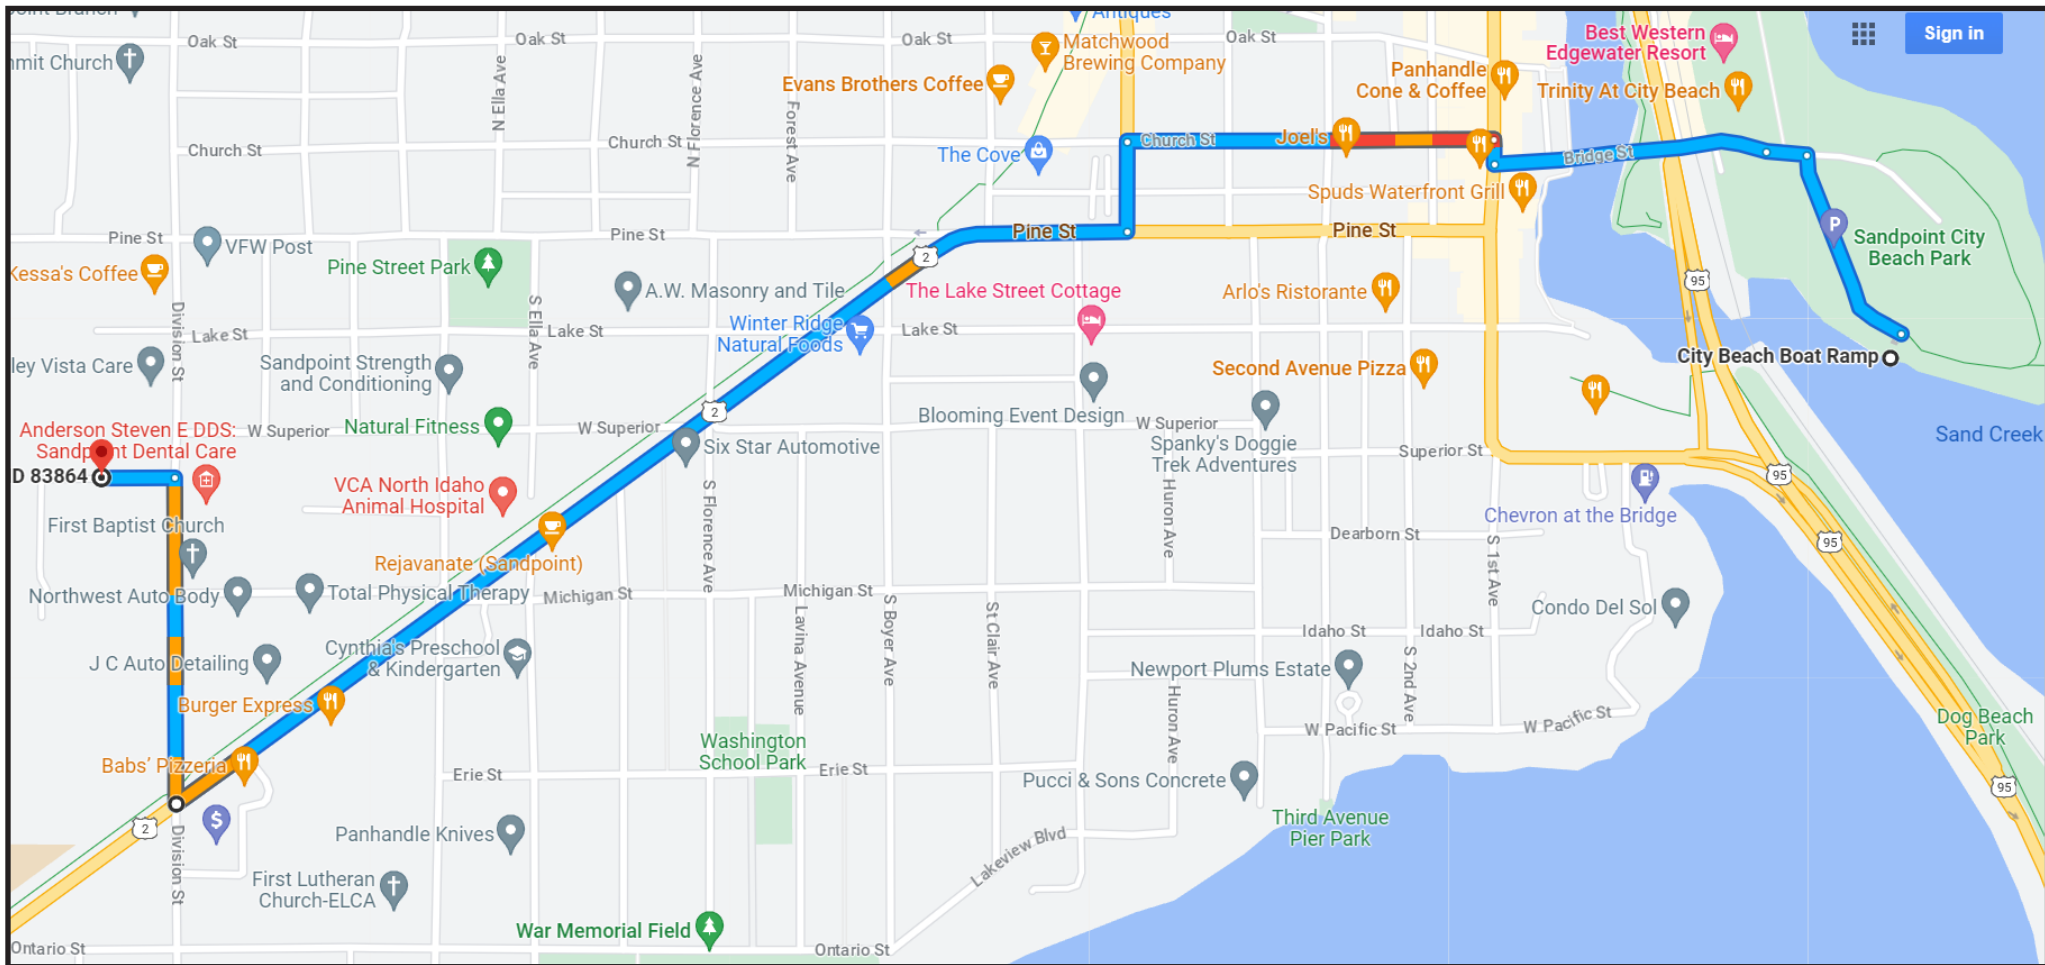 Antiques
Oak St
Oak St
Oak St
Oak St
mmit Church
Matchwood
Brewing Company
Best Western
Edgewater Resort
Sign in
Evans Brothers Coffee
Panhandle
Cone & Coffee
Trinity At City Beach
N Ella Ave
N Florence Ave
Forest Ave
Church St
Church St
Church St
Joel's
The Cove
Bridge St
Spuds Waterfront Grill
Pine St
VFW Post
Pine St
Pine St
Pine St
P
Sandpoint City
Beach Park
Kessa's Coffee
Pine Street Park
2
A.W. Masonry and Tile
The Lake Street Cottage
Arlo's Ristorante
95
Division St
Lake St
S Ella Ave
Lake St
Winter Ridge
Natural Foods
Lake St
City Beach Boat Ramp
ley Vista Care
Sandpoint Strength
and Conditioning
Second Avenue Pizza
2
Blooming Event Design
Anderson Steven E DDS:
Sandpoint Dental Care
W Superior
Natural Fitness
W Superior
Six Star Automotive
W Superior
Spanky's Doggie
Trek Adventures
Superior St
Sand Creek
D 83864
VCA North Idaho
Animal Hospital
95
First Baptist Church
S Florence Ave
Huron Ave
Chevron at the Bridge
Dearborn St
95
Rejavanate (Sandpoint)
S 1st Ave
Northwest Auto Body
Total Physical Therapy
Michigan St
Michigan St
Condo Del Sol
Lavina Avenue
S Boyer Ave
St Clair Ave
Idaho St
Idaho St
J C Auto Detailing
Cynthia's Preschool
& Kindergarten
Newport Plums Estate
S 2nd Ave
Burger Express
Huron Ave
W Pacific St
W Pacific St
Dog Beach
Park
Washington
School Park
Babs' Pizzeria
Erie St
Erie St
Pucci & Sons Concrete
95
2
$
Division St
Panhandle Knives
Third Avenue
Pier Park
Lakeview Blvd
First Lutheran
Church-ELCA
War Memorial Field
Ontario St
Ontario St